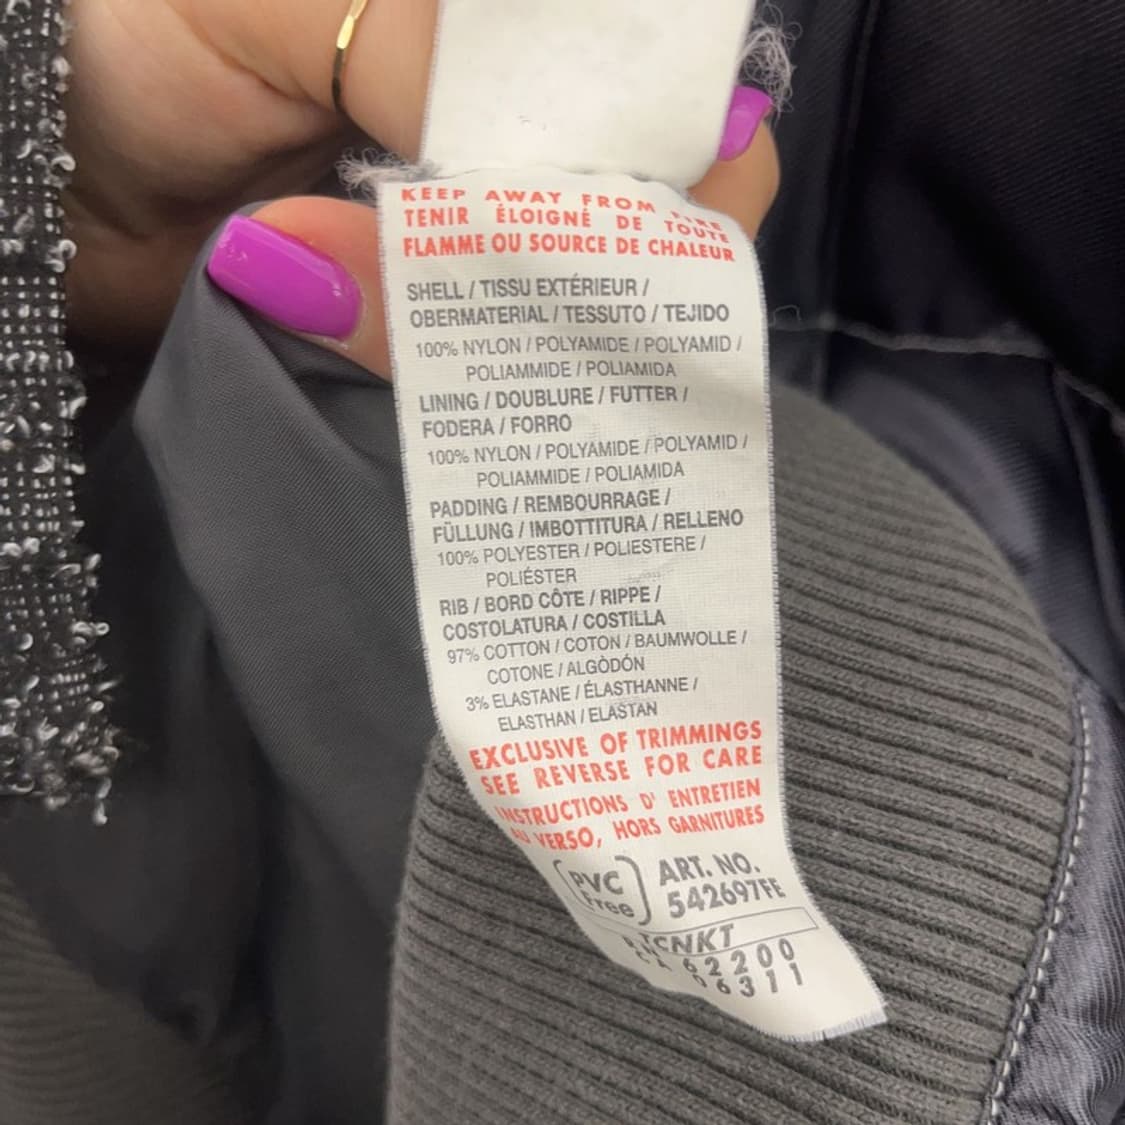 KEEP AWAY FROM FIRE
TENIR ÉLOIGNÉ DE TOUTE
FLAMME OU SOURCE DE CHALEUR
SHELL / TISSU EXTÉRIEUR /
OBERMATERIAL / TESSUTO / TEJIDO
100% NYLON / POLYAMIDE / POLYAMID /
POLIAMMIDE / POLIAMIDA
LINING / DOUBLURE / FUTTER /
FODERA / FORRO
100% NYLON / POLYAMIDE / POLYAMID /
POLIAMMIDE / POLIAMIDA
PADDING / REMBOURRAGE /
FÜLLUNG / IMBOTTITURA / RELLENO
100% POLYESTER / POLIESTERE /
POLIÉSTER
RIB / BORD CÔTE / RIPPE /
COSTOLATURA / COSTILLA
97% COTTON / COTON / BAUMWOLLE /
COTONE / ALGÒDÓN
3% ELASTANE / ÉLASTHANNE /
ELASTHAN / ELASTAN
EXCLUSIVE OF TRIMMINGS
SEE REVERSE FOR CARE
INSTRUCTIONS D' ENTRETIEN
AU VERSO, HORS GARNITURES
PVC Free
ART. NO.
542697FE
62200
06311